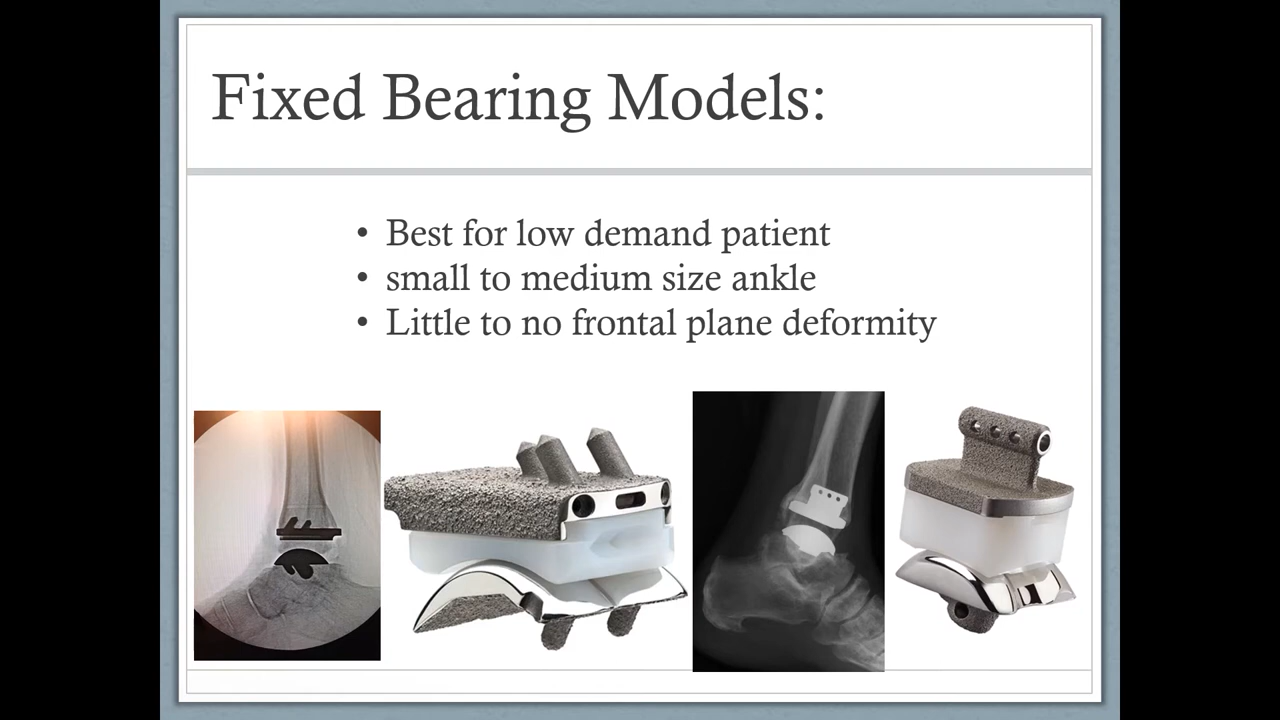 Fixed Bearing Models:
• Best for low demand patient
• small to medium size ankle
• Little to no frontal plane deformity